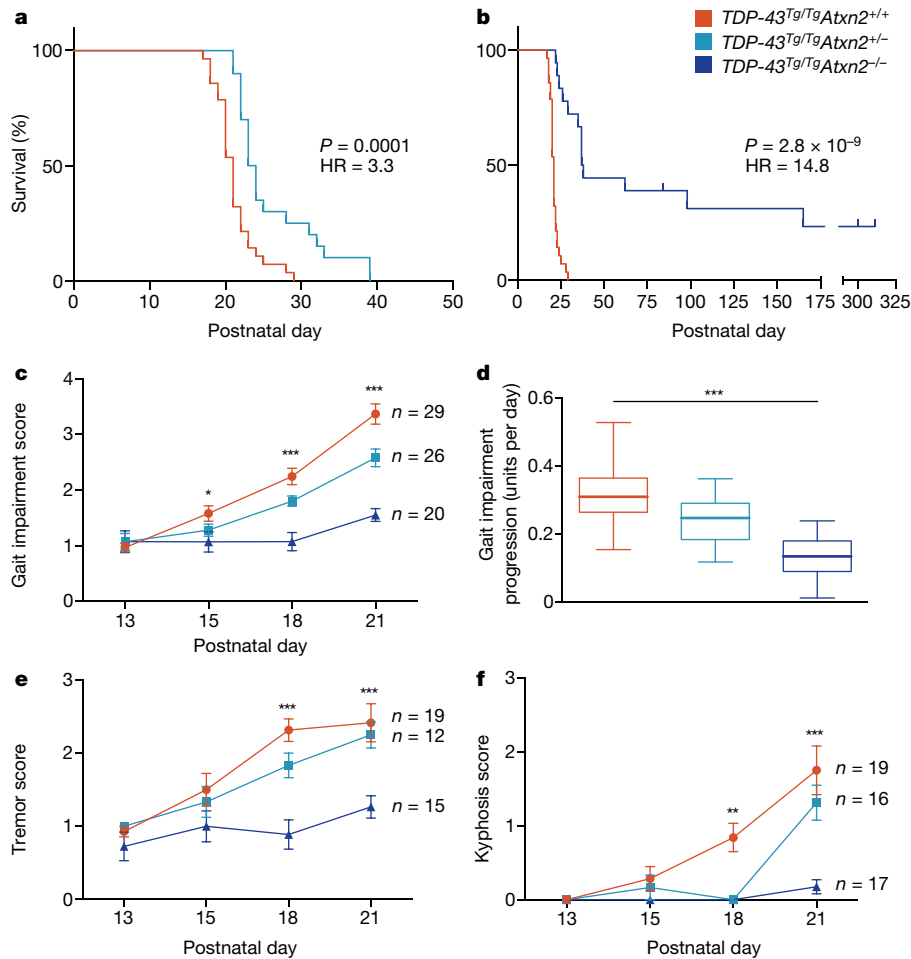 a
100
50
0
Survival (%)
P = 0.0001
HR = 3.3
0 10 20 30 40 50
Postnatal day
b
TDP-43Tg/TgAtxn2+/+
TDP-43Tg/TgAtxn2+/–
TDP-43Tg/TgAtxn2–/–
100
50
0
P = 2.8 × 10–9
HR = 14.8
0 25 50 75 100 125 150 175 300 325
Postnatal day
c
4
3
2
1
0
Gait impairment score
*
***
***
n = 29
n = 26
n = 20
13 15 18 21
Postnatal day
d
0.6
0.4
0.2
0
Gait impairment
progression (units per day)
***
e
3
2
1
0
Tremor score
***
***
n = 19
n = 12
n = 15
13 15 18 21
Postnatal day
f
3
2
1
0
Kyphosis score
**
***
n = 19
n = 16
n = 17
13 15 18 21
Postnatal day